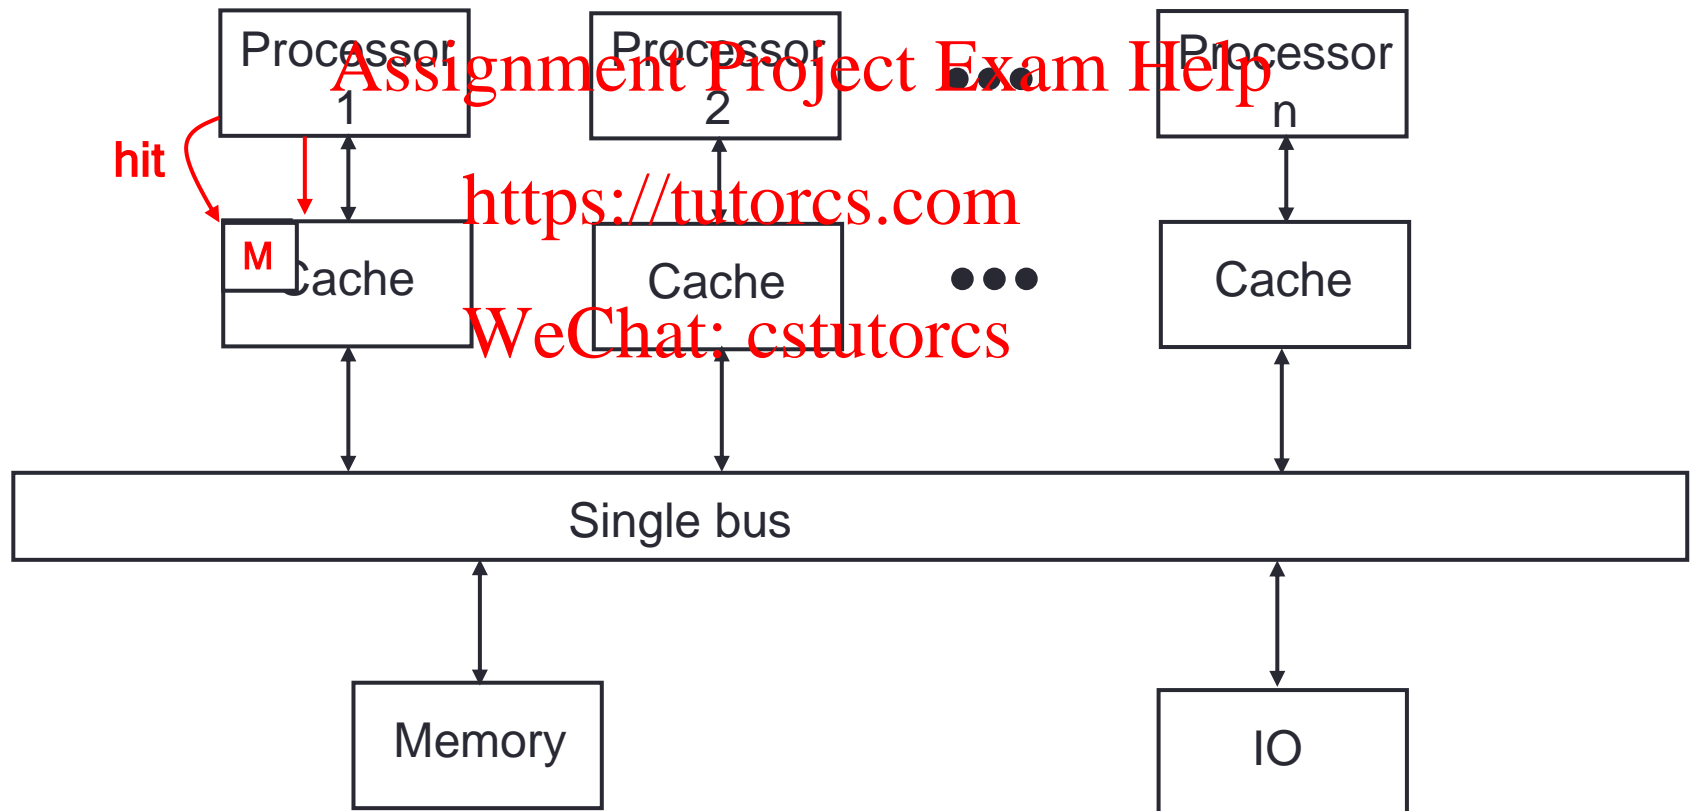 Processor
1
Processor
2
Processor
n
Assignment Project Exam Help
hit
https://tutorcs.com
M
Cache
Cache
Cache
WeChat: cstutorcs
Single bus
Memory
IO